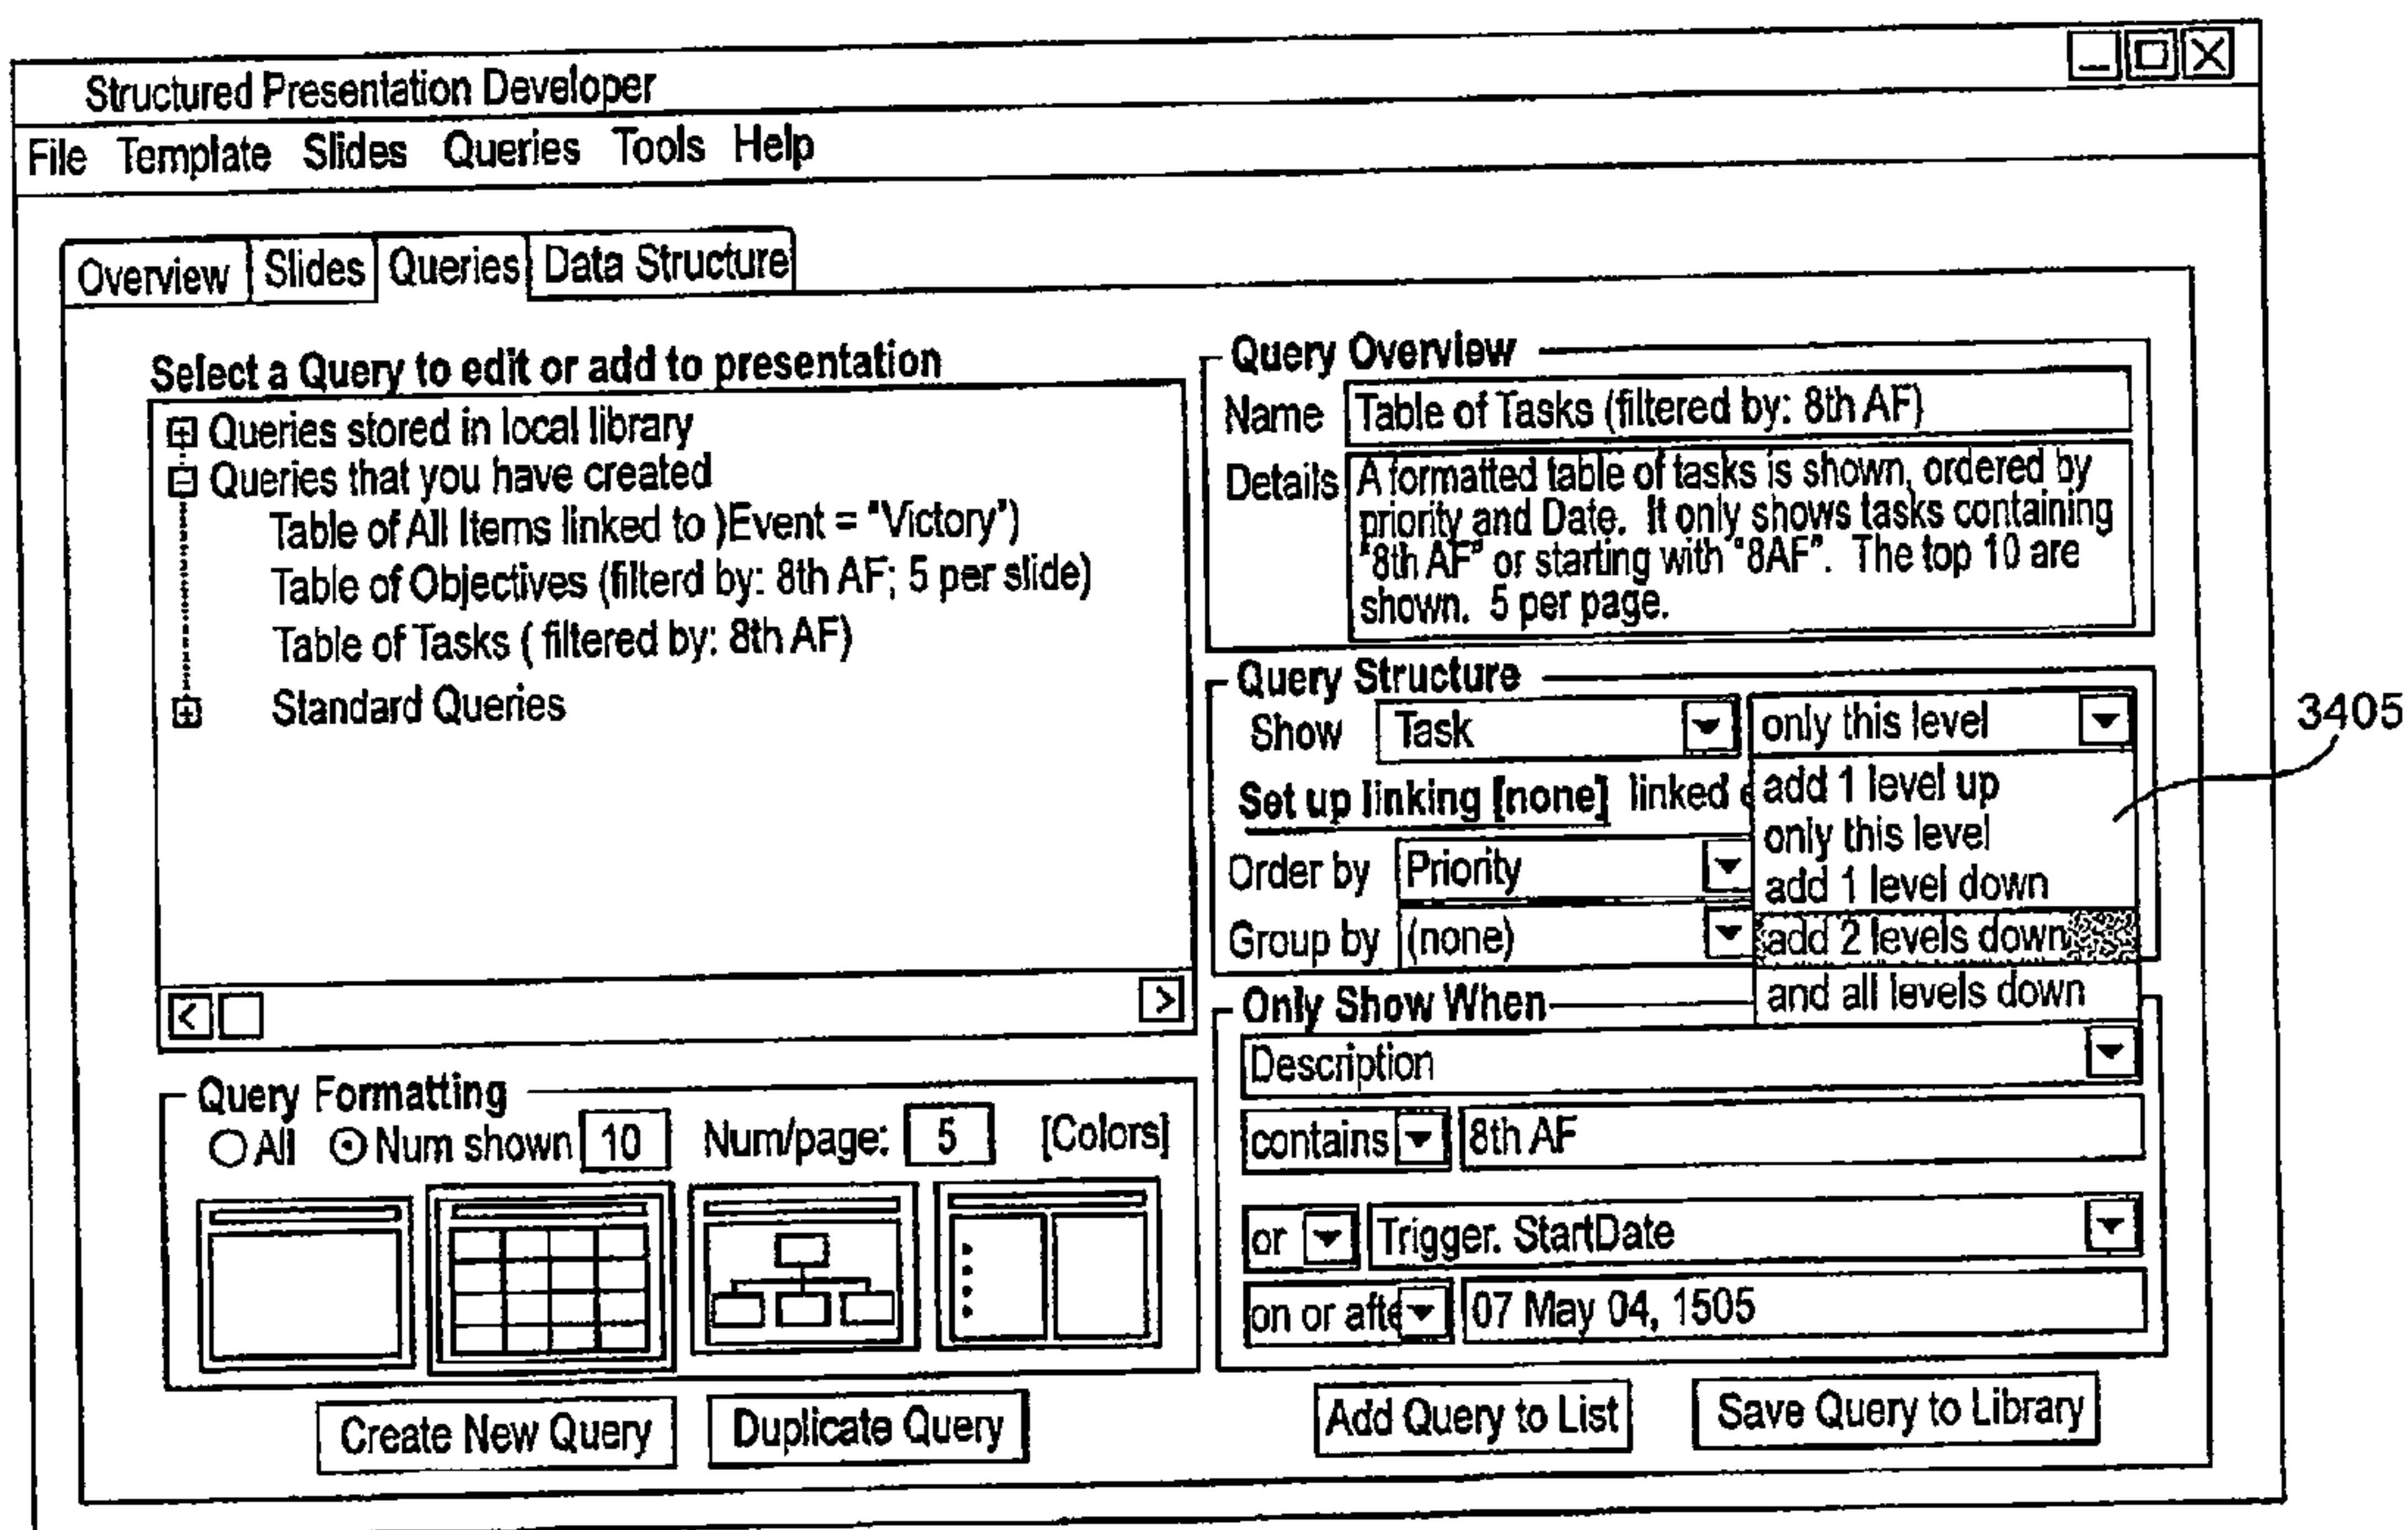 Structured Presentation Developer
File Template Slides Queries Tools Help
Overview Slides Queries Data Structure
Select a Query to edit or add to presentation
Queries stored in local library
Queries that you have created
Table of All Items linked to )Event = "Victory")
Table of Objectives (filterd by: 8th AF; 5 per slide)
Table of Tasks ( filtered by: 8th AF)
Standard Queries
Query Formatting
All Num shown 10 Num/page: 5 [Colors]
Create New Query Duplicate Query
Query Overview
Name Table of Tasks (filtered by: 8th AF)
Details A formatted table of tasks is shown, ordered by
priority and Date. It only shows tasks containing
"8th AF" or starting with "8AF". The top 10 are
shown. 5 per page.
Query Structure
Show Task only this level
3405
Set up linking [none] linked
add 1 level up
only this level
add 1 level down
add 2 levels down
and all levels down
Order by Priority
Group by (none)
Only Show When
Description
contains 8th AF
or Trigger. StartDate
on or afte 07 May 04, 1505
Add Query to List Save Query to Library